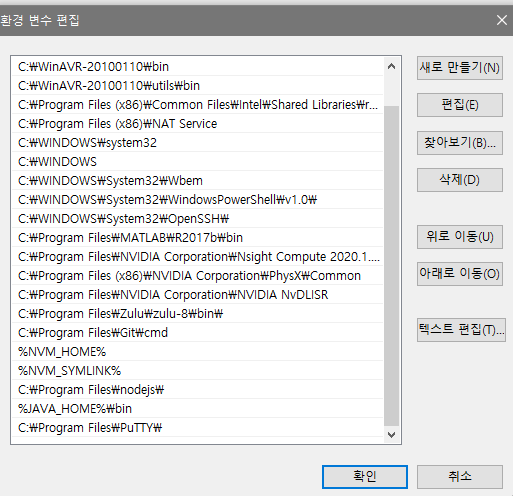 환경 변수 편집
C:₩WinAVR-20100110₩bin
C:₩WinAVR-20100110₩utils₩bin
C:₩Program Files (x86)₩Common Files₩Intel₩Shared Libraries₩r...
C:₩Program Files (x86)₩NAT Service
C:₩WINDOWS₩system32
C:₩WINDOWS
C:₩WINDOWS₩System32₩Wbem
C:₩WINDOWS₩System32₩WindowsPowerShell₩v1.0₩
C:₩WINDOWS₩System32₩OpenSSH₩
C:₩Program Files₩MATLAB₩R2017b₩bin
C:₩Program Files₩NVIDIA Corporation₩Nsight Compute 2020.1....
C:₩Program Files (x86)₩NVIDIA Corporation₩PhysX₩Common
C:₩Program Files₩NVIDIA Corporation₩NVIDIA NvDLISR
C:₩Program Files₩Zulu₩zulu-8₩bin₩
C:₩Program Files₩Git₩cmd
%NVM_HOME%
%NVM_SYMLINK%
C:₩Program Files₩nodejs₩
%JAVA_HOME%₩bin
C:₩Program Files₩PuTTY₩
새로 만들기(N)
편집(E)
찾아보기(B)...
삭제(D)
위로 이동(U)
아래로 이동(O)
텍스트 편집(T)...
확인
취소